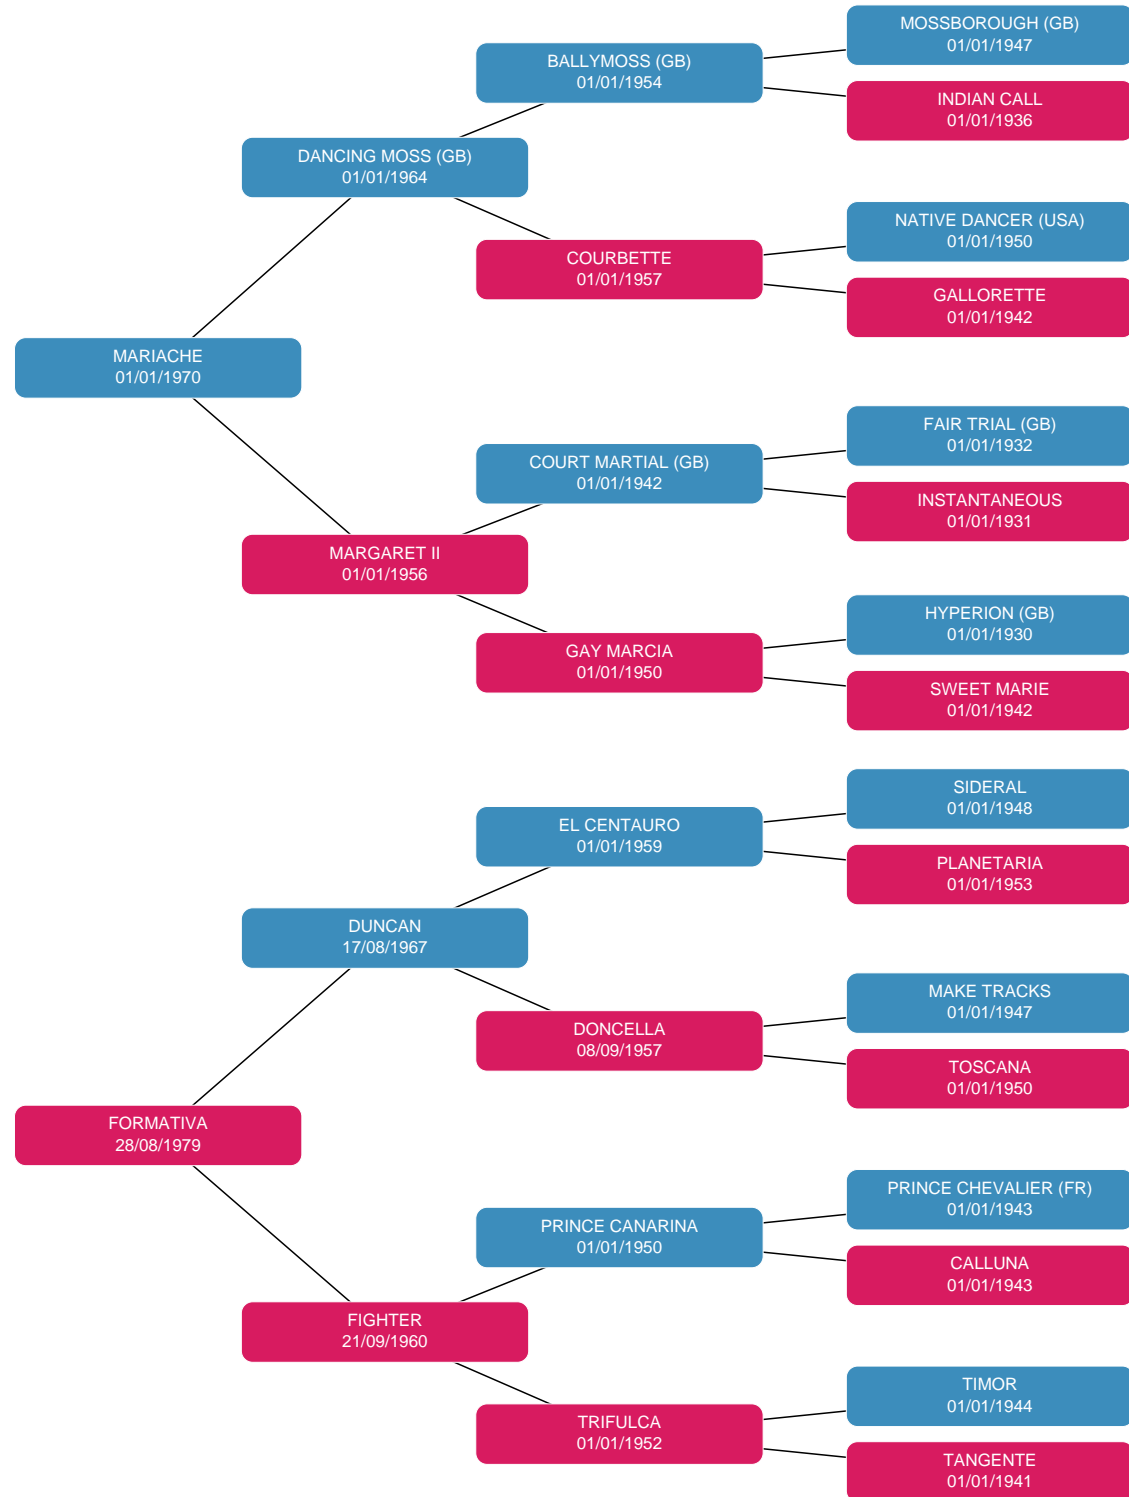 MOSSBOROUGH (GB)
01/01/1947
BALLYMOSS (GB)
01/01/1954
INDIAN CALL
01/01/1936
DANCING MOSS (GB)
01/01/1964
NATIVE DANCER (USA)
01/01/1950
COURBETTE
01/01/1957
GALLORETTE
01/01/1942
MARIACHE
01/01/1970
FAIR TRIAL (GB)
01/01/1932
COURT MARTIAL (GB)
01/01/1942
INSTANTANEOUS
01/01/1931
MARGARET II
01/01/1956
HYPERION (GB)
01/01/1930
GAY MARCIA
01/01/1950
SWEET MARIE
01/01/1942
SIDERAL
01/01/1948
EL CENTAURO
01/01/1959
PLANETARIA
01/01/1953
DUNCAN
17/08/1967
MAKE TRACKS
01/01/1947
DONCELLA
08/09/1957
TOSCANA
01/01/1950
FORMATIVA
28/08/1979
PRINCE CHEVALIER (FR)
01/01/1943
PRINCE CANARINA
01/01/1950
CALLUNA
01/01/1943
FIGHTER
21/09/1960
TIMOR
01/01/1944
TRIFULCA
01/01/1952
TANGENTE
01/01/1941